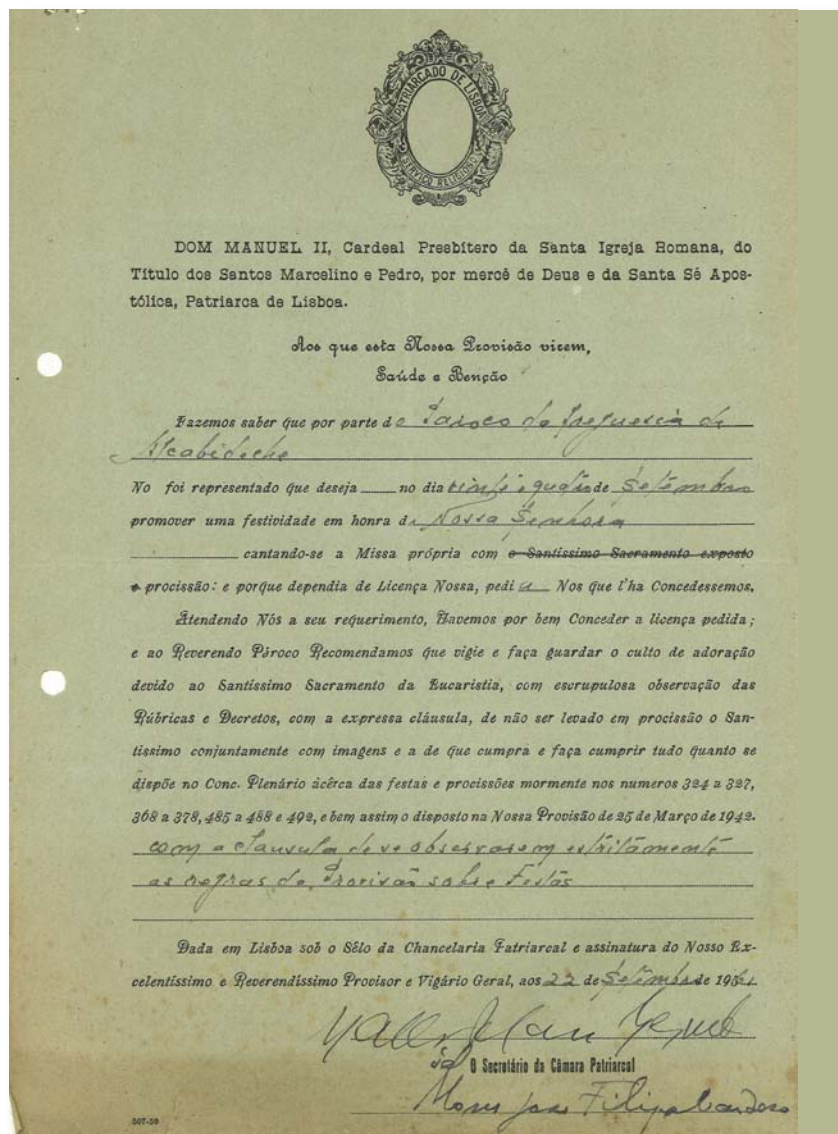 PATRIARCADO DE LISBOA
SERVIÇO RELIGIOSO
DOM MANUEL II, Cardeal Presbítero da Santa Igreja Romana, do
Título dos Santos Marcelino e Pedro, por mercê de Deus e da Santa Sé Apos-
tólica, Patriarca de Lisboa.
Aos que esta Nossa Provisão virem,
Saúde e Benção
Fazemos saber que por parte do Paroco da freguesia de
Alcabideche
No foi representado que deseja no dia vinte e quatro de Setembro
promover uma festividade em honra de Nossa Senhora
cantando-se a Missa própria com o Santíssimo Sacramento exposto
e procissão: e porque dependia de Licença Nossa, pedia Nos que l'ha Concedessemos.
Atendendo Nós a seu requerimento, Havemos por bem Conceder a licença pedida;
e ao Reverendo Pároco Recomendamos que vigie e faça guardar o culto de adoração
devido ao Santíssimo Sacramento da Eucaristia, com escrupulosa observação das
Rúbricas e Decretos, com a expressa cláusula, de não ser levado em procissão o San-
tíssimo conjuntamente com imagens e a de que cumpra e faça cumprir tudo quanto se
dispõe no Conc. Plenário àcêrca das festas e procissões mormente nos numeros 324 a 327,
368 a 378, 485 a 488 e 492, e bem assim o disposto na Nossa Provisão de 25 de Março de 1942.
com a clausula de se observarem estritamente
as regras da Provisão sobre Festas
Dada em Lisboa sob o Sêlo da Chancelaria Patriarcal e assinatura do Nosso Ex-
celentíssimo e Reverendíssimo Provisor e Vigário Geral, aos 22 de Setembro de 1961
O Secretário da Câmara Patriarcal
Filipe Cardoso
507-59